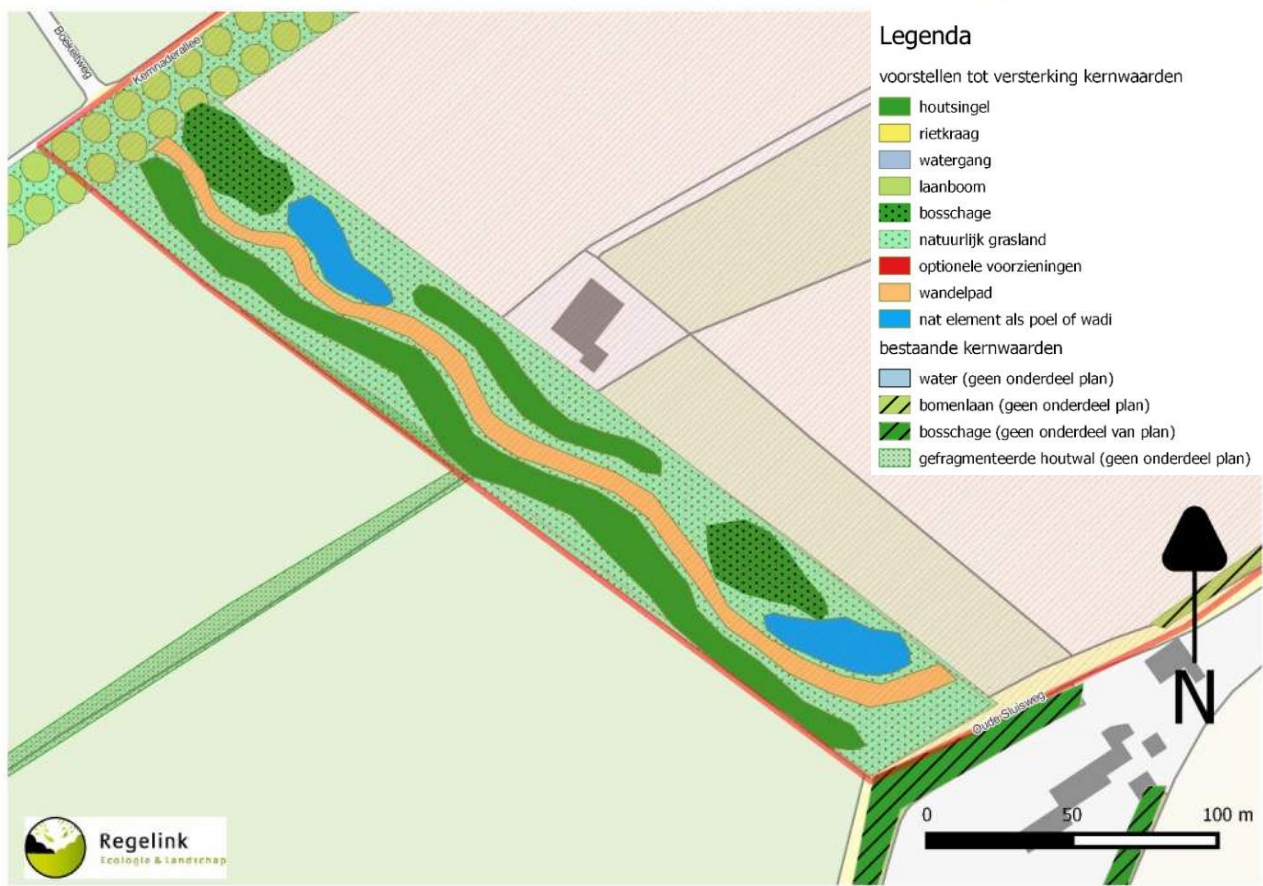 Legenda
voorstellen tot versterking kernwaarden
houtsingel
rietkraag
watergang
laanboom
bosschage
natuurlijk grasland
optionele voorzieningen
wandelpad
nat element als poel of wadi
bestaande kernwaarden
water (geen onderdeel plan)
bomenlaan (geen onderdeel plan)
bosschage (geen onderdeel van plan)
gefragmenteerde houtwal (geen onderdeel plan)
Boekeltweg
Kemnaderallee
Oude Sluisweg
N
0 50 100 m
Regelink
Ecologie & Landschap